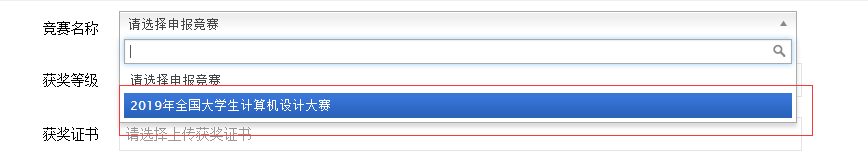 竞赛名称 请选择申报竞赛
获奖等级 请选择申报竞赛
2019年全国大学生计算机设计大赛
获奖证书 请选择上传获奖证书